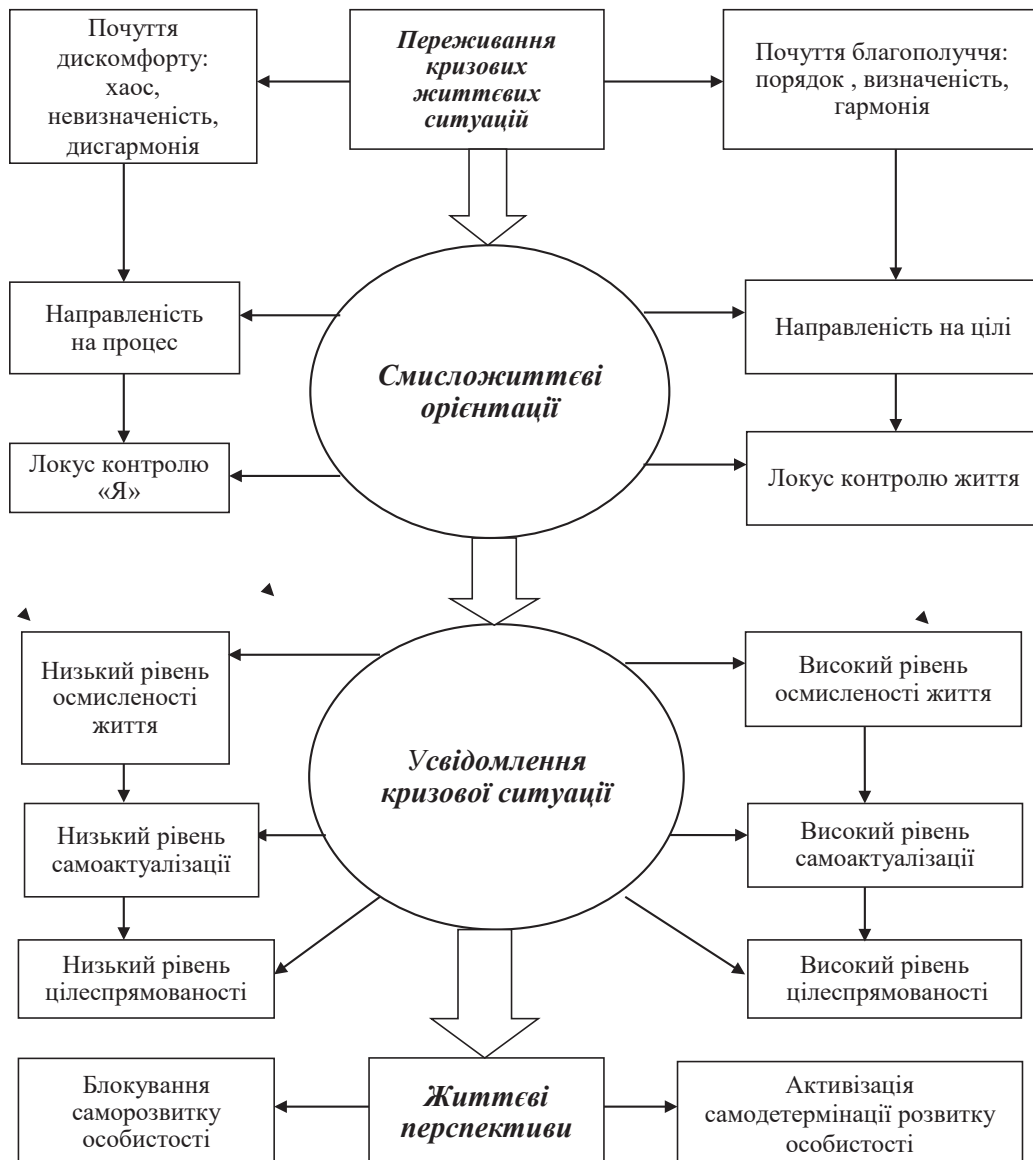 Почуття
дискомфорту:
хаос,
невизначеність,
дисгармонія
Переживання
кризових
життєвих
ситуацій
Почуття благополуччя:
порядок , визначеність,
гармонія
Направленість
на процес
Смисложиттєві
орієнтації
Направленість на цілі
Локус контролю
«Я»
Локус контролю життя
Низький рівень
осмисленості
життя
Високий рівень
осмисленості життя
Усвідомлення
кризової ситуації
Низький рівень
самоактуалізації
Високий рівень
самоактуалізації
Низький рівень
цілеспрямованості
Високий рівень
цілеспрямованості
Блокування
саморозвитку
особистості
Життєві
перспективи
Активізація
самодетермінації розвитку
особистості